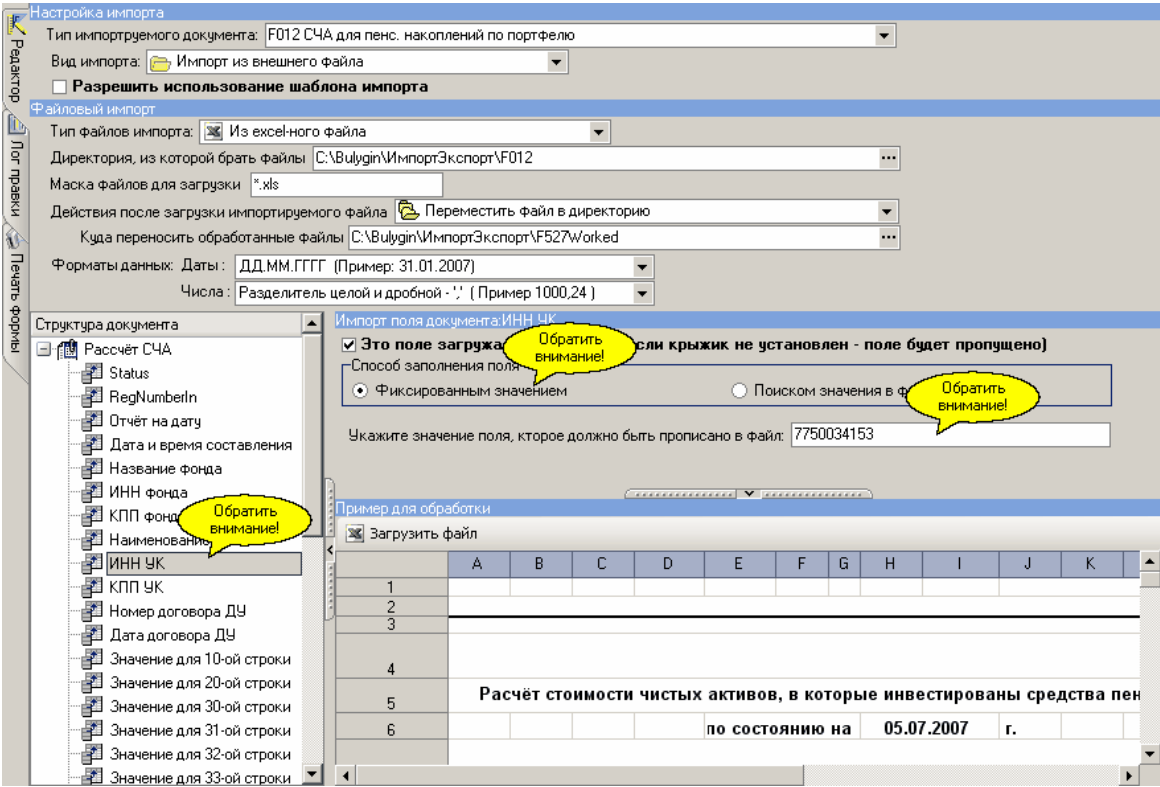 Настройка импорта
Тип импортруемого документа: F012 СЧА для пенс. накоплений по портфелю
Вид импорта: Импорт из внешнего файла
Разрешить использование шаблона импорта
Файловый импорт
Тип файлов импорта: Из excel-ного файла
Директория, из которой брать файлы C:\Bulygin\ИмпортЭкспорт\F012
Маска файлов для загрузки *.xls
Действия после загрузки импортируемого файла Переместить файл в директорию
Куда переносить обработанные файлы C:\Bulygin\ИмпортЭкспорт\F527Worked
Форматы данных: Даты: ДД.ММ.ГГГГ (Пример: 31.01.2007)
Числа: Разделитель целой и дробной - ',' ( Пример 1000,24 )
Редактор
Лог правки
Печать формы
Структура документа
Рассчёт СЧА
Status
RegNumberIn
Отчёт на дату
Дата и время составления
Название фонда
ИНН фонда
КПП фонд
Наименование
ИНН УК
КПП УК
Номер договора ДУ
Дата договора ДУ
Значение для 10-ой строки
Значение для 20-ой строки
Значение для 30-ой строки
Значение для 31-ой строки
Значение для 32-ой строки
Значение для 33-ой строки
Обратить внимание!
Импорт поля документа:ИНН УК
Это поле загружа сли крыжик не установлен - поле будет пропущено)
Обратить внимание!
Способ заполнения поля
Фиксированным значением
Поиском значения в ф
Обратить внимание!
Укажите значение поля, кторое должно быть прописано в файл: 7750034153
Пример для обработки
Загрузить файл
A B C D E F G H I J K
1
2
3
4
5 Расчёт стоимости чистых активов, в которые инвестированы средства пен
6 по состоянию на 05.07.2007 г.